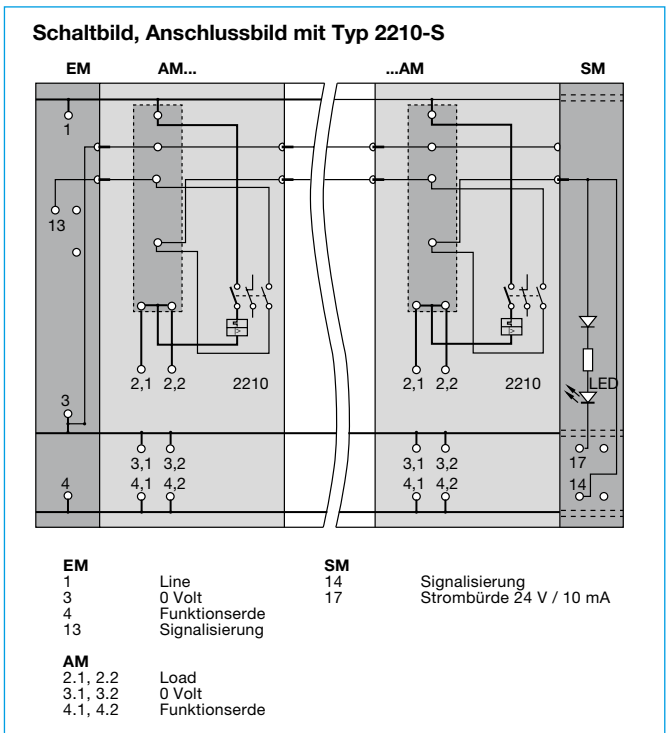 Schaltbild, Anschlussbild mit Typ 2210-S
EM AM... ...AM SM
1
13
2,1 2,2 2210 2,1 2,2 2210 LED
3
3,1 3,2 3,1 3,2 17
4 4,1 4,2 4,1 4,2 14
EM
1 Line
3 0 Volt
4 Funktionserde
13 Signalisierung
AM
2.1, 2.2 Load
3.1, 3.2 0 Volt
4.1, 4.2 Funktionserde
SM
14 Signalisierung
17 Strombürde 24 V / 10 mA